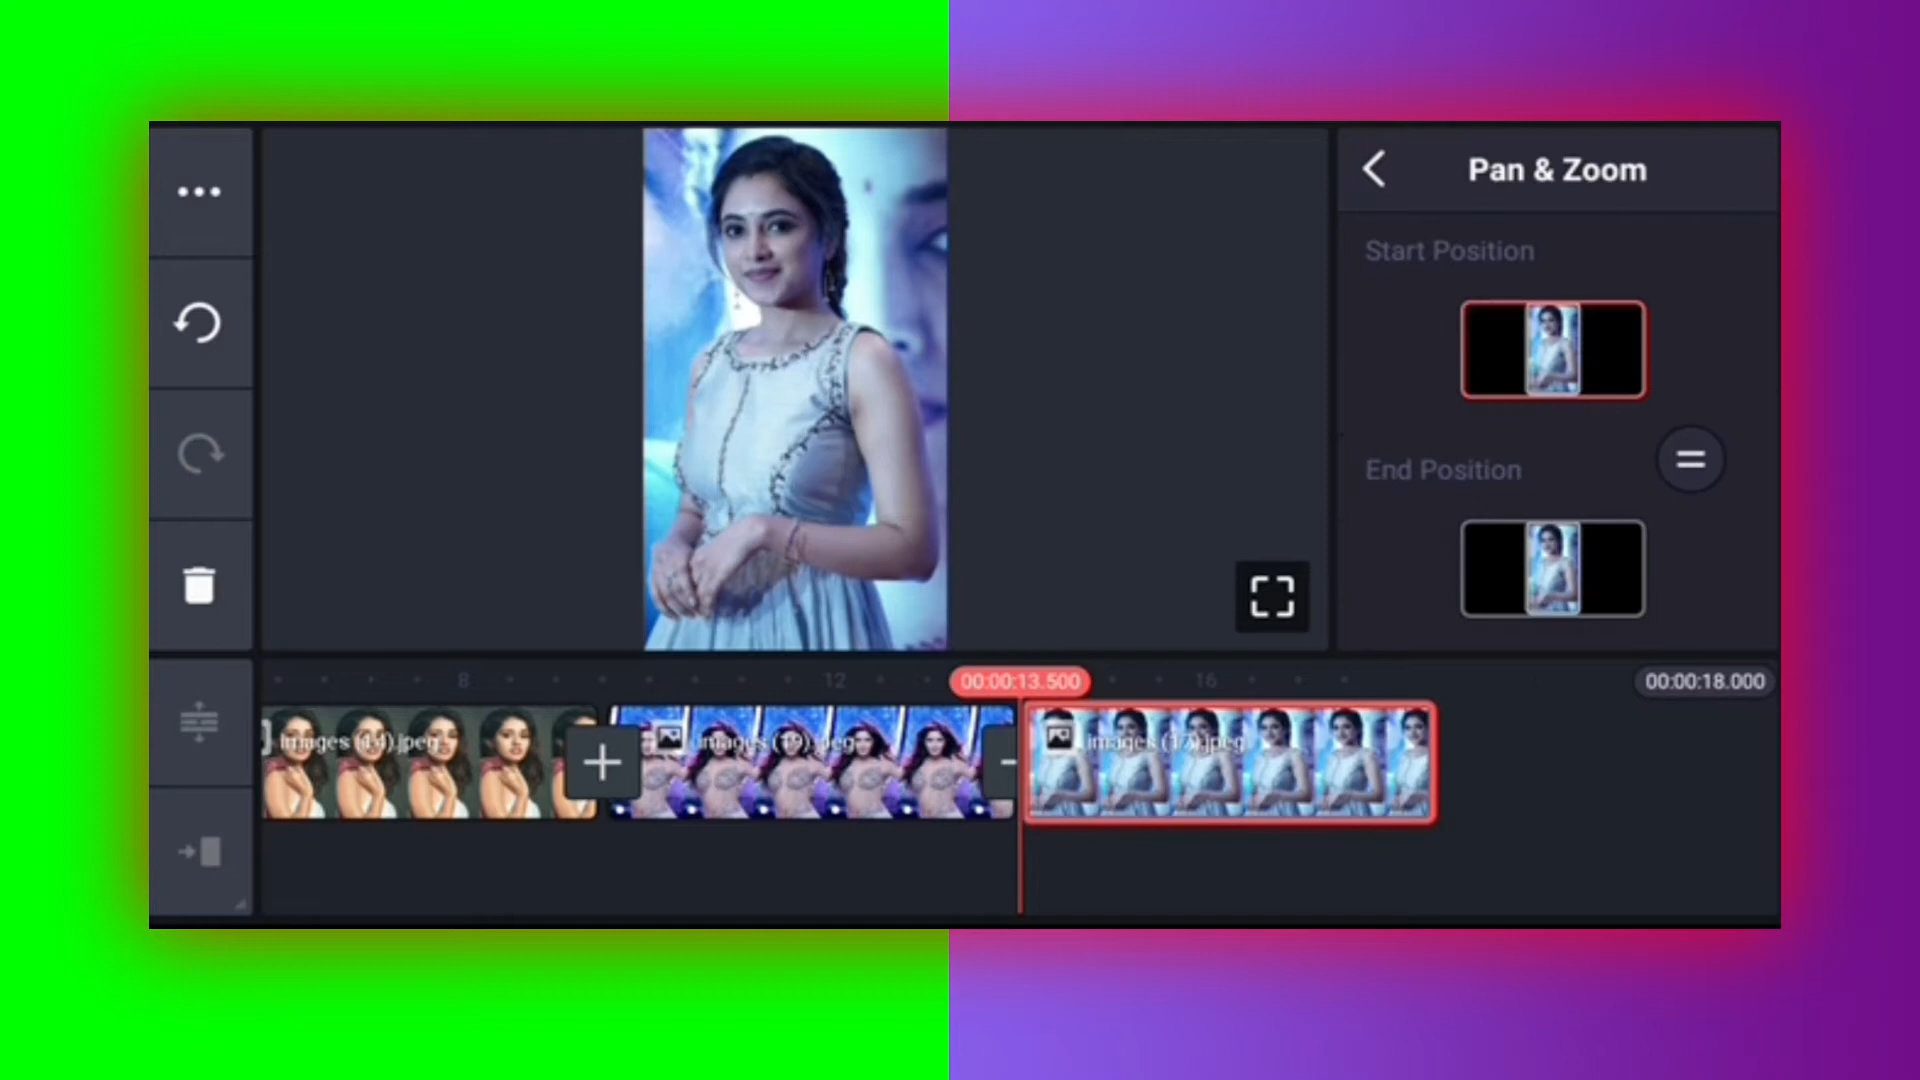 Pan & Zoom
Start Position
End Position
8
12
00:00:13.500
16
00:00:18.000
images (44).jpeg
images (19).jpeg
images (17).jpeg